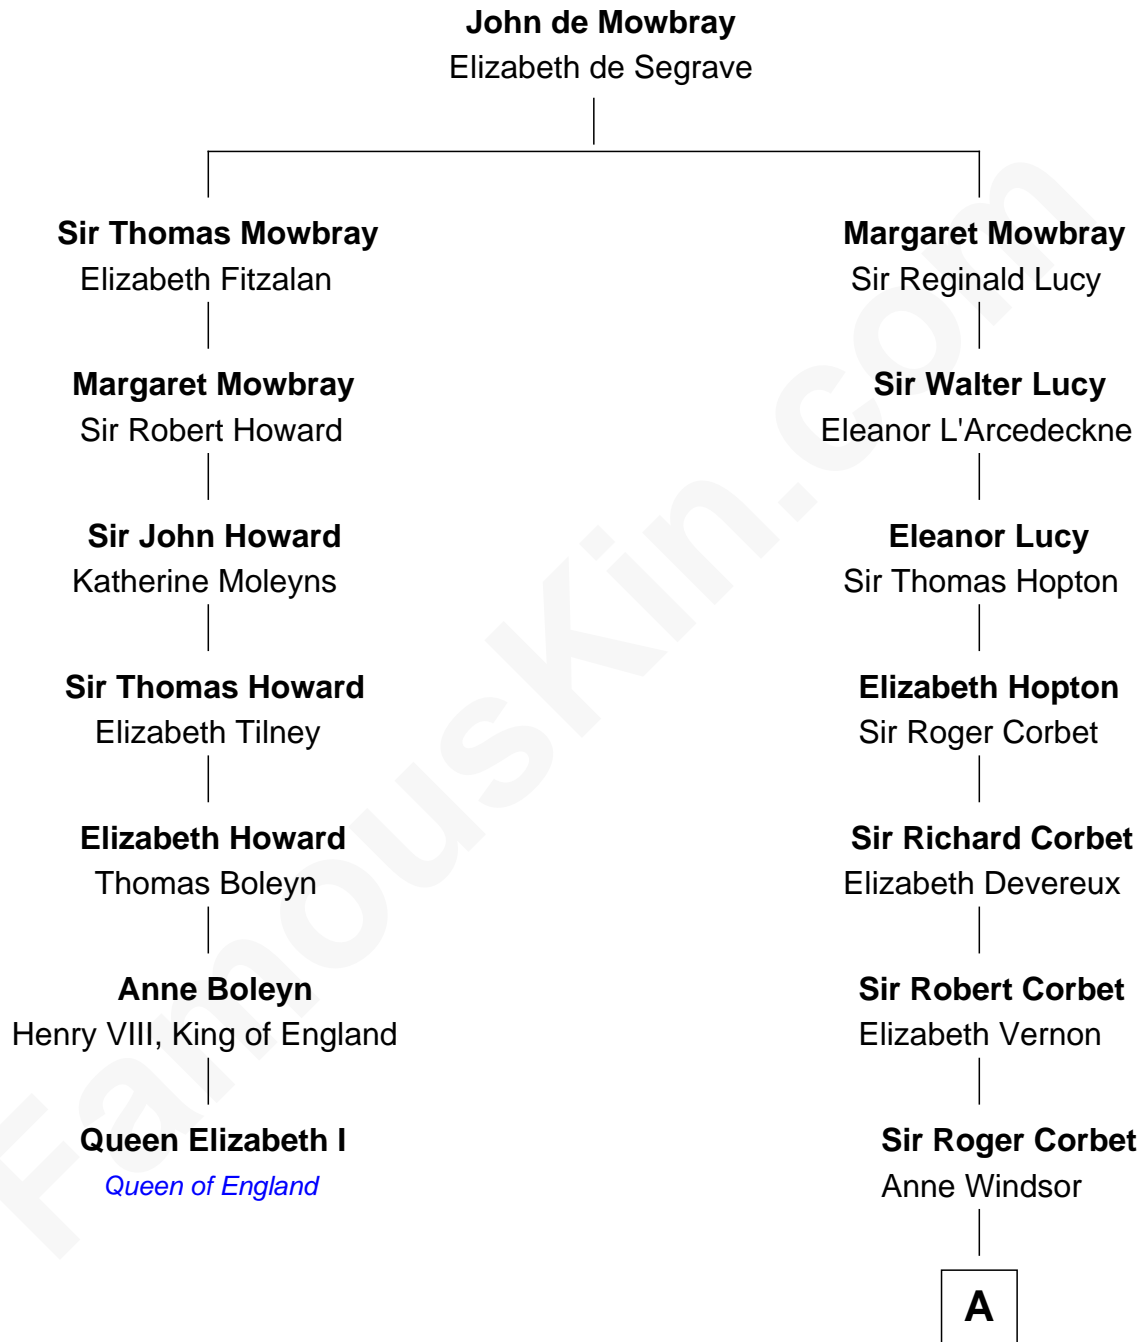 John de Mowbray
Elizabeth de Segrave
Sir Thomas Mowbray
Elizabeth Fitzalan
Margaret Mowbray
Sir Robert Howard
Sir John Howard
Katherine Moleyns
Sir Thomas Howard
Elizabeth Tilney
Elizabeth Howard
Thomas Boleyn
Anne Boleyn
Henry VIII, King of England
Queen Elizabeth I
Queen of England
Margaret Mowbray
Sir Reginald Lucy
Sir Walter Lucy
Eleanor L'Arcedeckne
Eleanor Lucy
Sir Thomas Hopton
Elizabeth Hopton
Sir Roger Corbet
Sir Richard Corbet
Elizabeth Devereux
Sir Robert Corbet
Elizabeth Vernon
Sir Roger Corbet
Anne Windsor
A
FamousKin.com